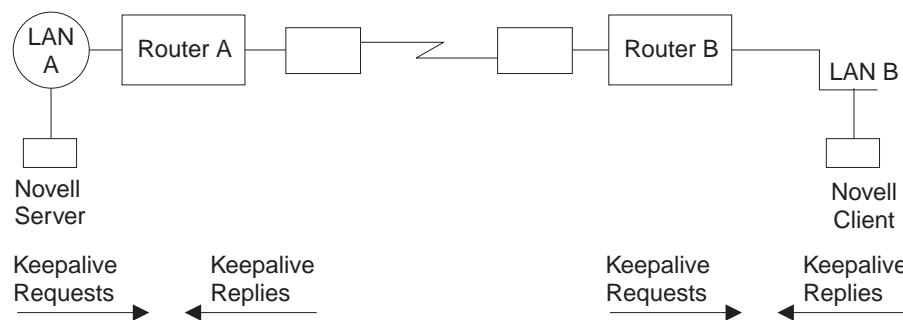 LAN
A
Router A
Router B
LAN B
Novell
Server
Novell
Client
Keepalive
Requests
Keepalive
Replies
Keepalive
Requests
Keepalive
Replies